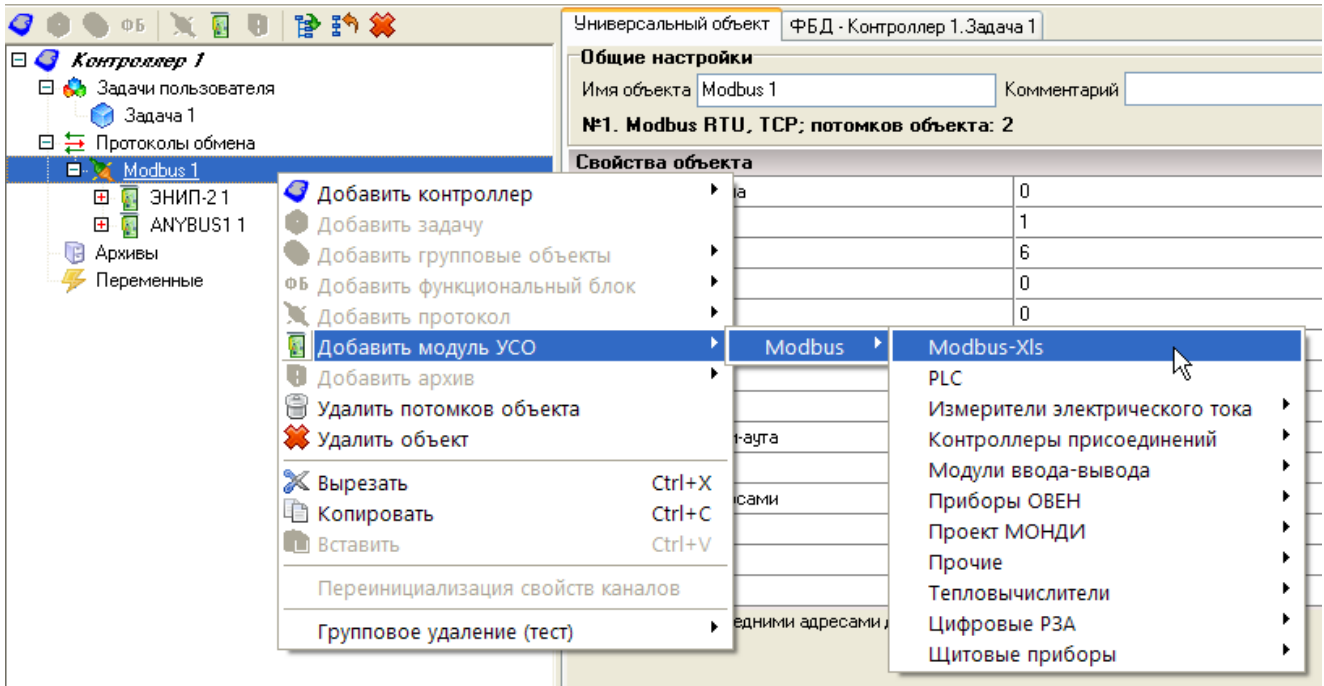 ФБ
Универсальный объект
ФБД - Контроллер 1.Задача 1
Контроллер 1
Задачи пользователя
Задача 1
Протоколы обмена
Modbus 1
ЭНИП-2 1
ANYBUS1 1
Архивы
Переменные
Общие настройки
Имя объекта Modbus 1 Комментарий
№1. Modbus RTU, TCP; потомков объекта: 2
Свойства объекта
0
1
6
0
0
и-аута
сами
едними адресами
Добавить контроллер
Добавить задачу
Добавить групповые объекты
ФБ Добавить функциональный блок
Добавить протокол
Добавить модуль УСО
Добавить архив
Удалить потомков объекта
Удалить объект
Вырезать Ctrl+X
Копировать Ctrl+C
Вставить Ctrl+V
Переинициализация свойств каналов
Групповое удаление (тест)
Modbus
Modbus-Xls
PLC
Измерители электрического тока
Контроллеры присоединений
Модули ввода-вывода
Приборы ОВЕН
Проект МОНДИ
Прочие
Тепловычислители
Цифровые РЗА
Щитовые приборы